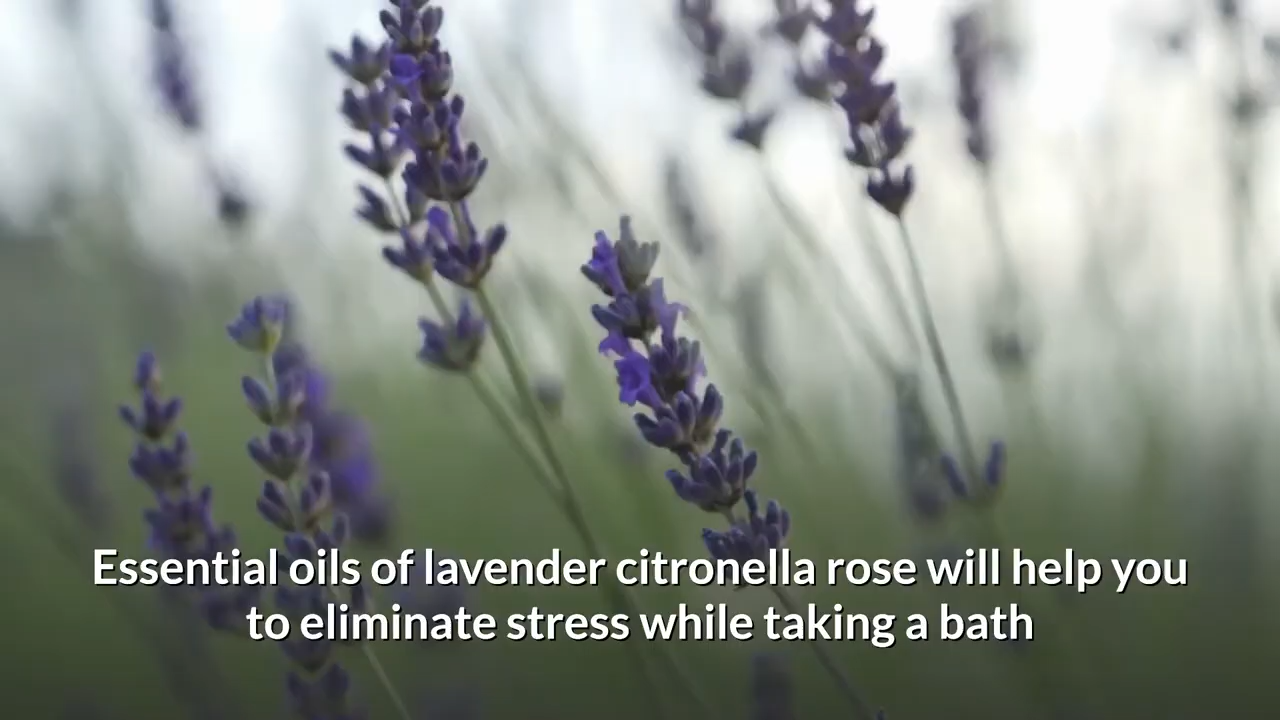 Essential oils of lavender citronella rose will help you
to eliminate stress while taking a bath